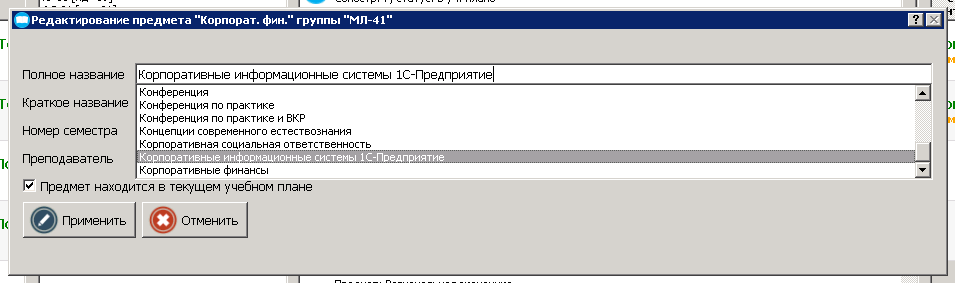 Редактирование предмета "Корпорат. фин." группы "МЛ-41"
Полное название
Корпоративные информационные системы 1С-Предприятие
Краткое название
Конференция
Конференция по практике
Конференция по практике и ВКР
Номер семестра
Концепции современного естествознания
Корпоративная социальная ответственность
Преподаватель
Корпоративные информационные системы 1С-Предприятие
Корпоративные финансы
Предмет находится в текущем учебном плане
Применить
Отменить